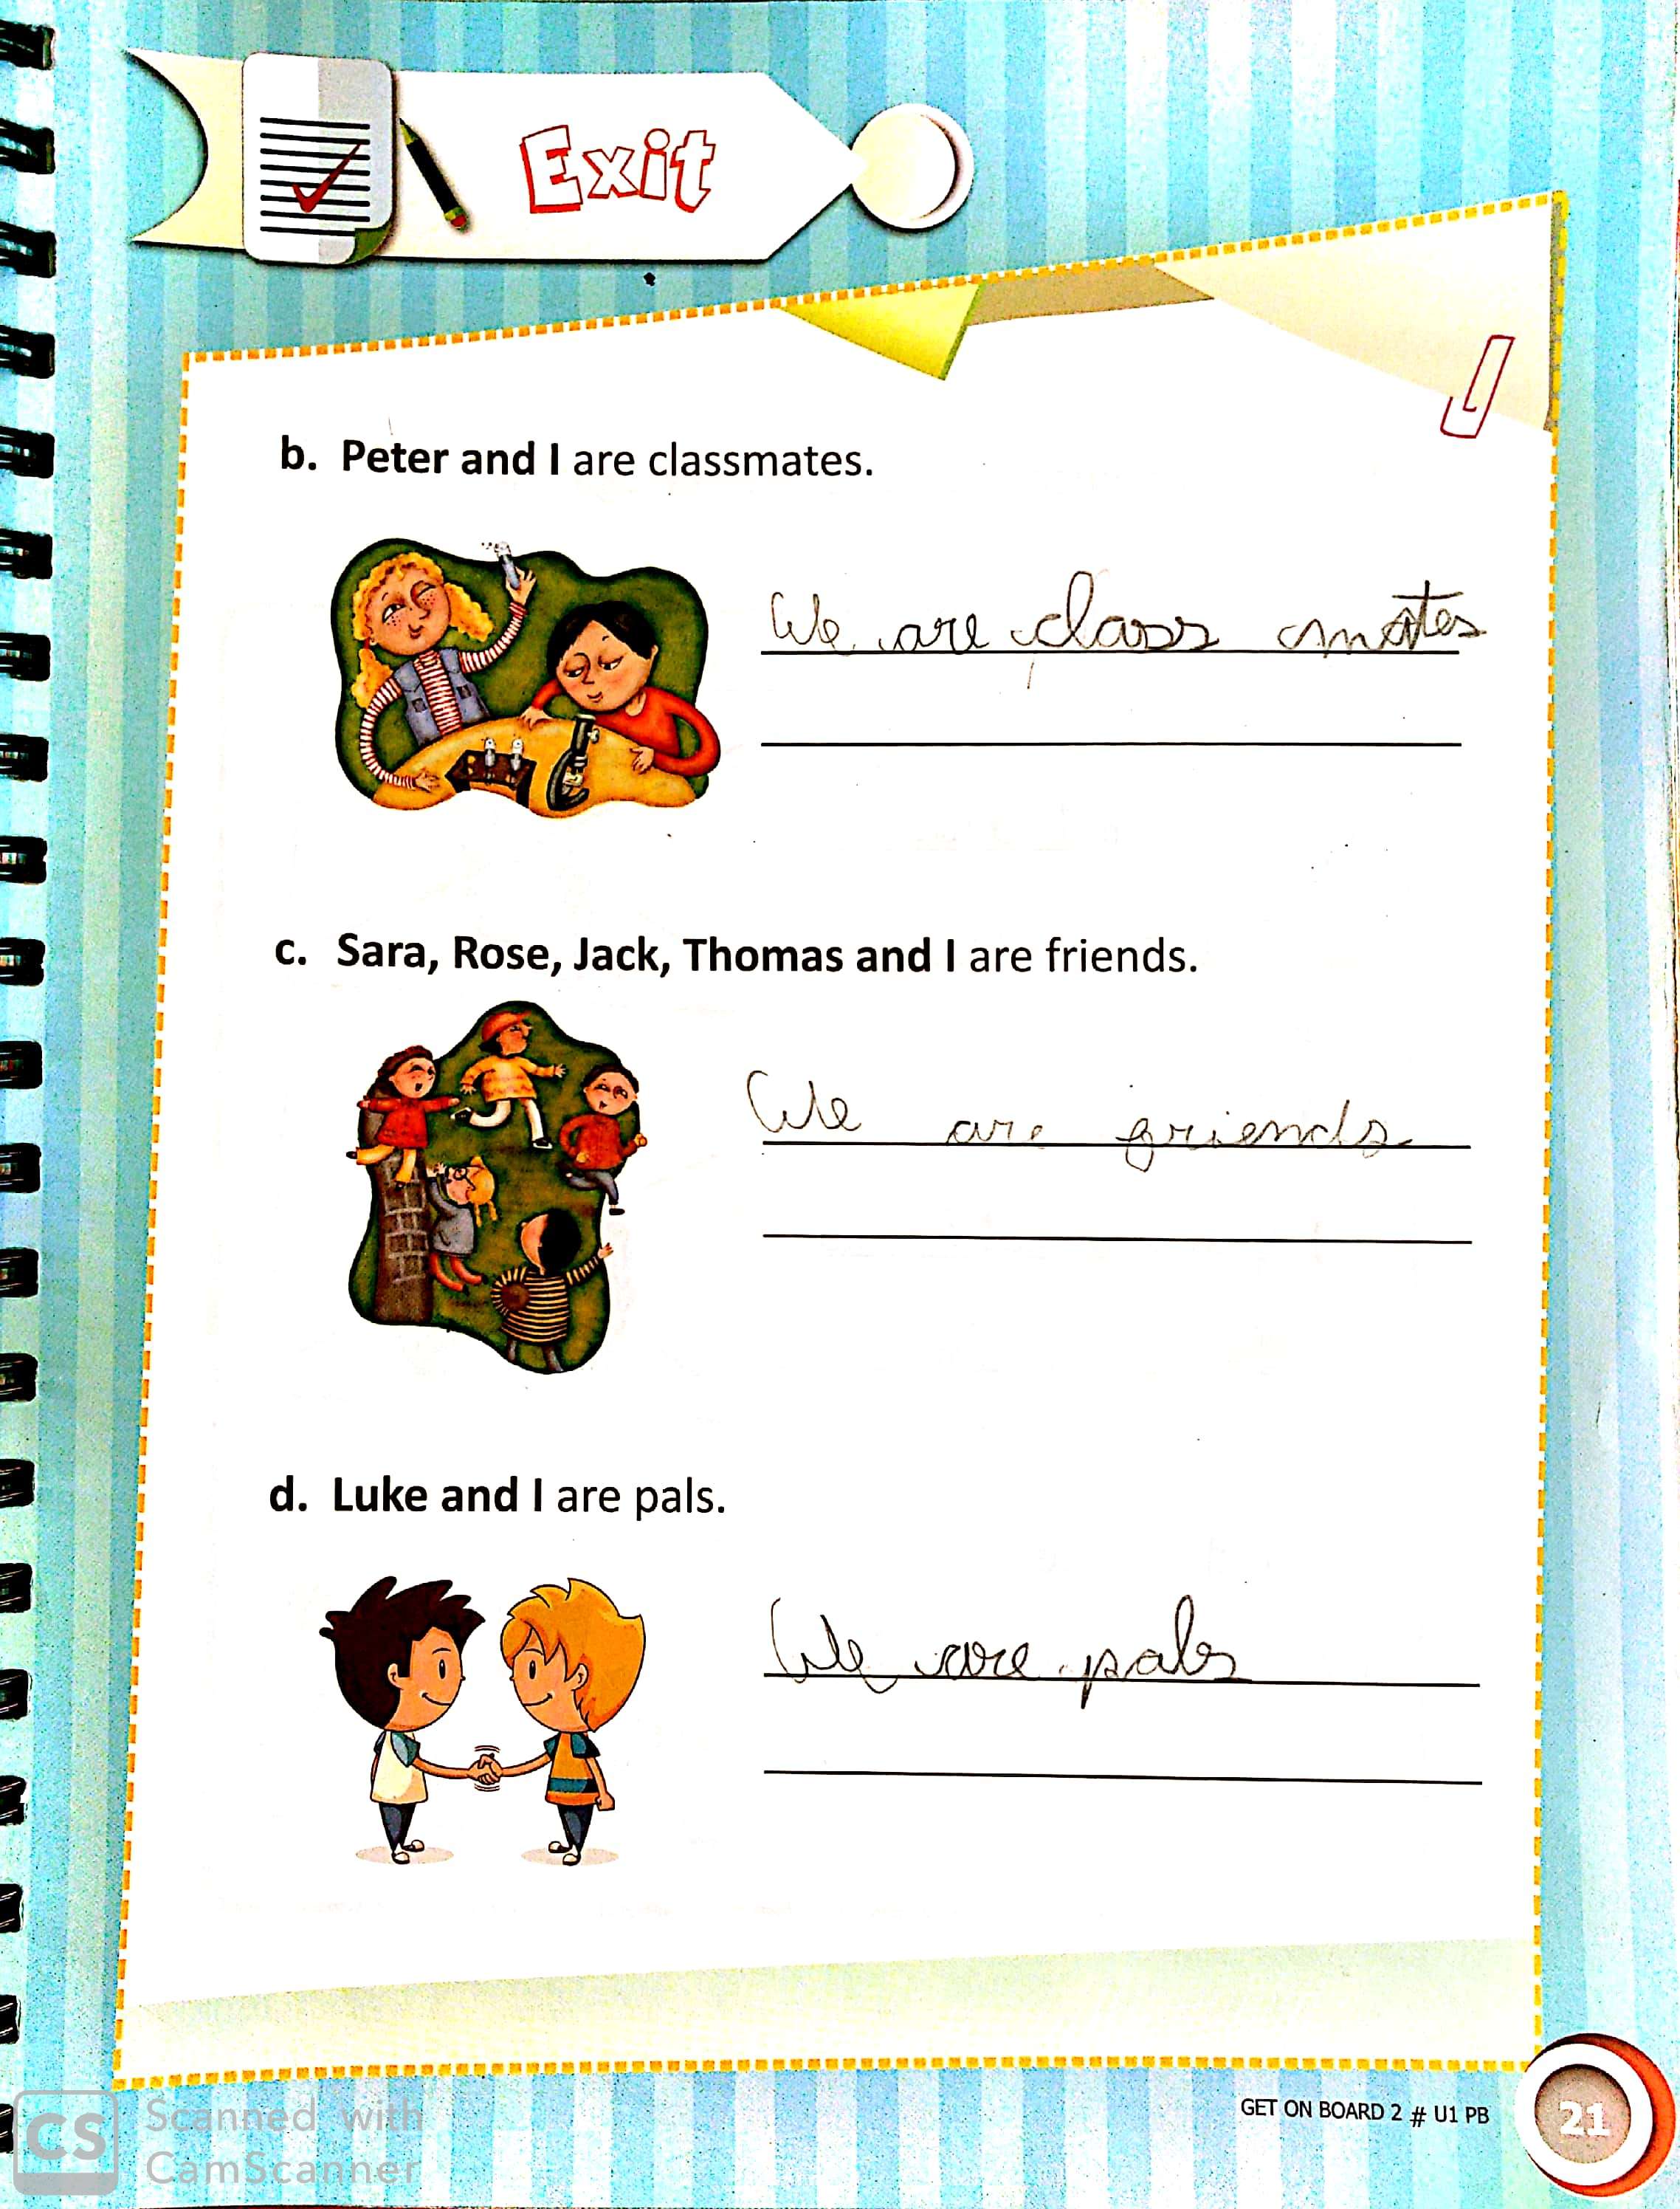 Exit
b. Peter and I are classmates.
We are class mates
c. Sara, Rose, Jack, Thomas and I are friends.
We are friends
d. Luke and I are pals.
We are pals
GET ON BOARD 2 # U1 PB
21
CS
Scanned with
CamScanner